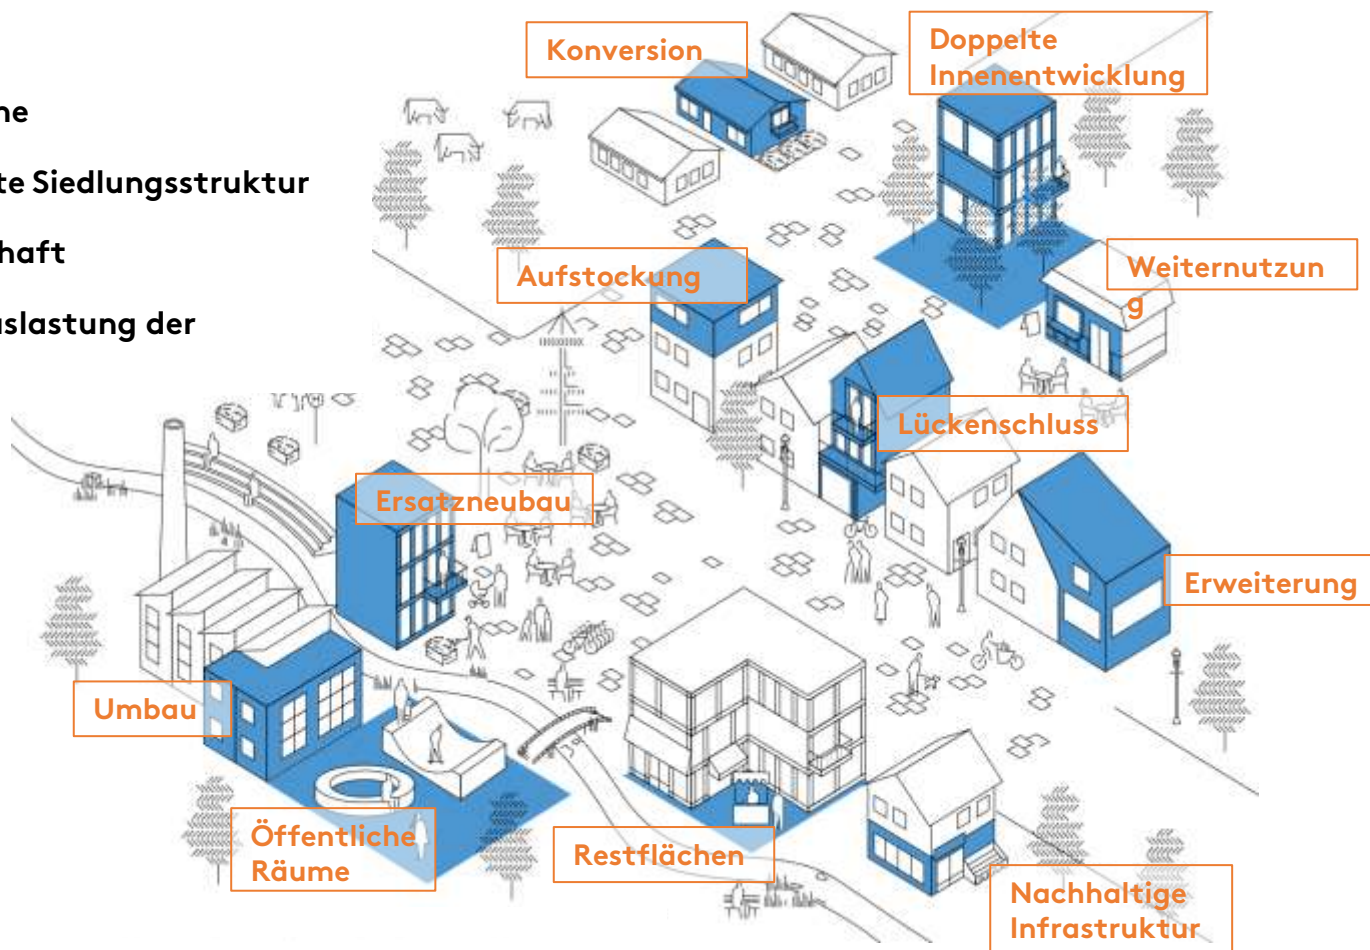 ne
te Siedlungsstruktur
haft
uslastung der
Konversion
Doppelte
Innenentwicklung
Aufstockung
Weiternutzun
g
Lückenschluss
Ersatzneubau
Erweiterung
Umbau
Öffentliche
Räume
Restflächen
Nachhaltige
Infrastruktur